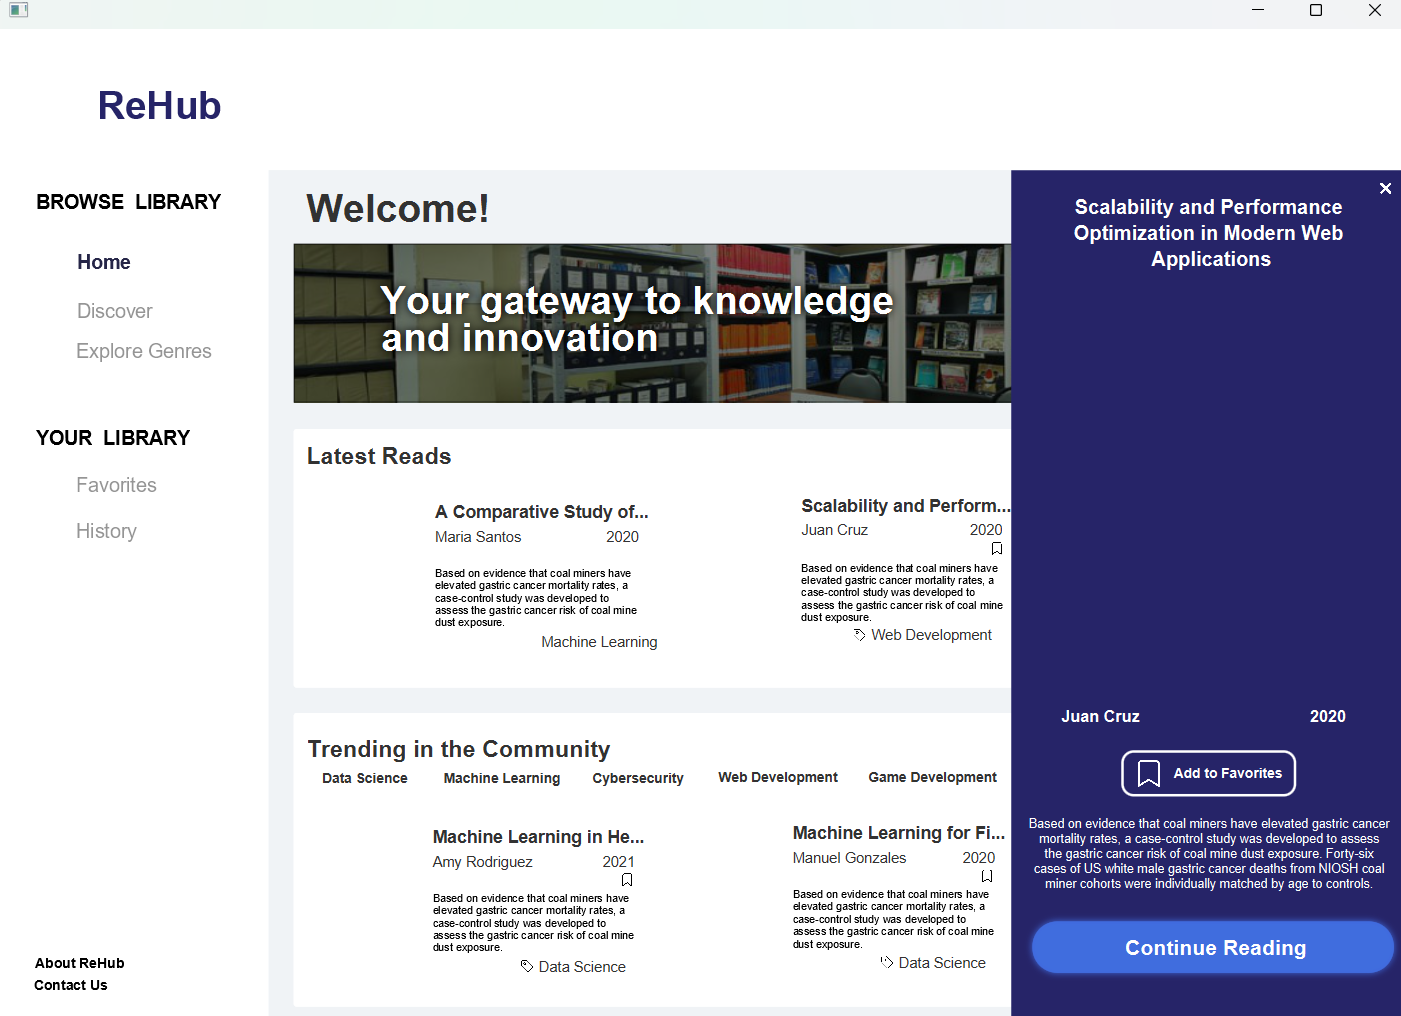 ReHub
BROWSE LIBRARY
Home
Discover
Explore Genres
YOUR LIBRARY
Favorites
History
About ReHub
Contact Us
Welcome!
Your gateway to knowledge
and innovation
Latest Reads
A Comparative Study of...
Maria Santos 2020
Based on evidence that coal miners have
elevated gastric cancer mortality rates, a
case-control study was developed to
assess the gastric cancer risk of coal mine
dust exposure.
Machine Learning
Scalability and Perform...
Juan Cruz 2020
Based on evidence that coal miners have
elevated gastric cancer mortality rates, a
case-control study was developed to
assess the gastric cancer risk of coal mine
dust exposure.
Web Development
Trending in the Community
Data Science Machine Learning Cybersecurity Web Development Game Development
Machine Learning in He...
Amy Rodriguez 2021
Based on evidence that coal miners have
elevated gastric cancer mortality rates, a
case-control study was developed to
assess the gastric cancer risk of coal mine
dust exposure.
Data Science
Machine Learning for Fi...
Manuel Gonzales 2020
Based on evidence that coal miners have
elevated gastric cancer mortality rates, a
case-control study was developed to
assess the gastric cancer risk of coal mine
dust exposure.
Data Science
Scalability and Performance
Optimization in Modern Web
Applications
Juan Cruz 2020
Add to Favorites
Based on evidence that coal miners have elevated gastric cancer
mortality rates, a case-control study was developed to assess
the gastric cancer risk of coal mine dust exposure. Forty-six
cases of US white male gastric cancer deaths from NIOSH coal
miner cohorts were individually matched by age to controls.
Continue Reading